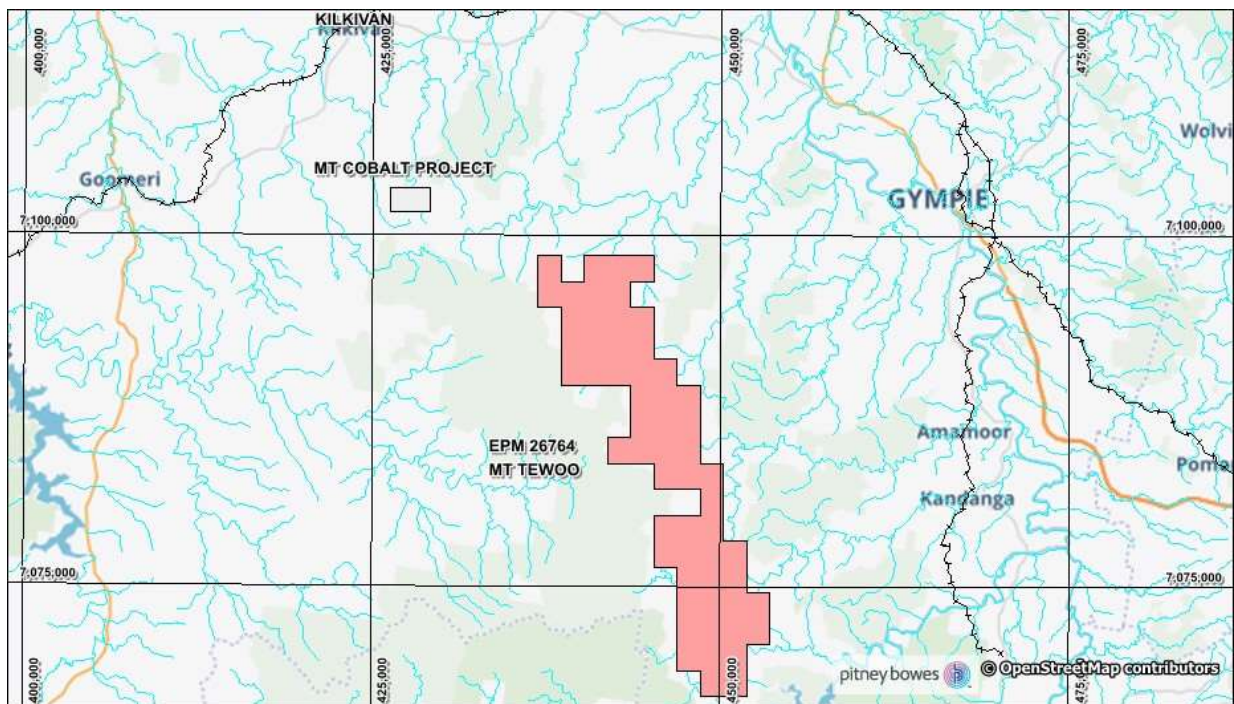 KILKIVAN
Kilkivan
400,000
425,000
450,000
475,000
Wolvi
MT COBALT PROJECT
Goomeri
GYMPIE
7,100,000
7,100,000
EPM 26764
MT TEWOO
Amamoor
Pomo
Kandanga
7,075,000
7,075,000
400,000
425,000
450,000
475,000
pitney bowes
© OpenStreetMap contributors